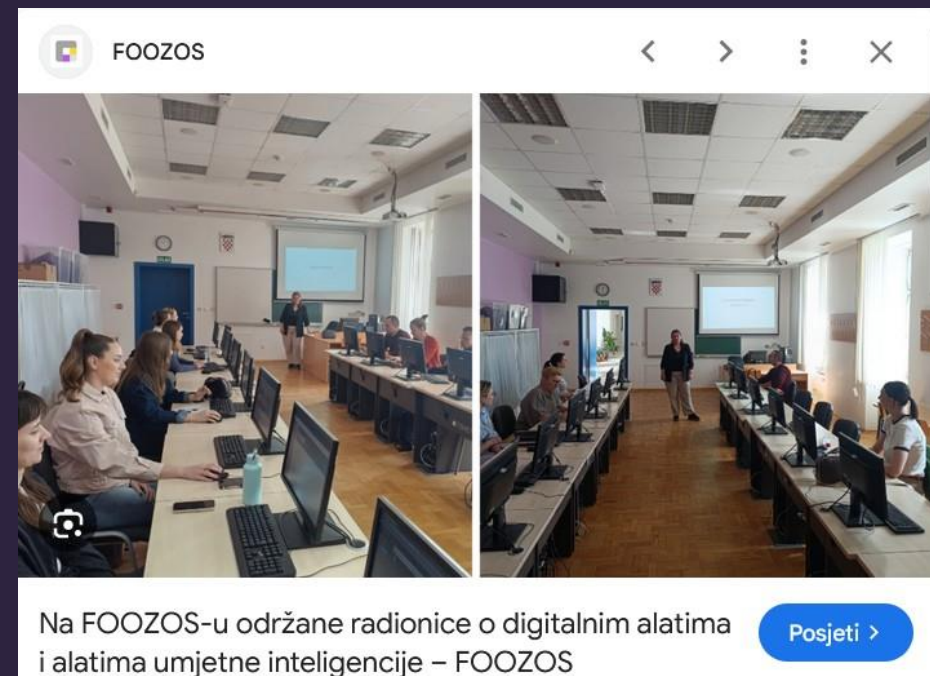 FOOZOS
Na FOOZOS-u održane radionice o digitalnim alatima
i alatima umjetne inteligencije – FOOZOS
Posjeti >